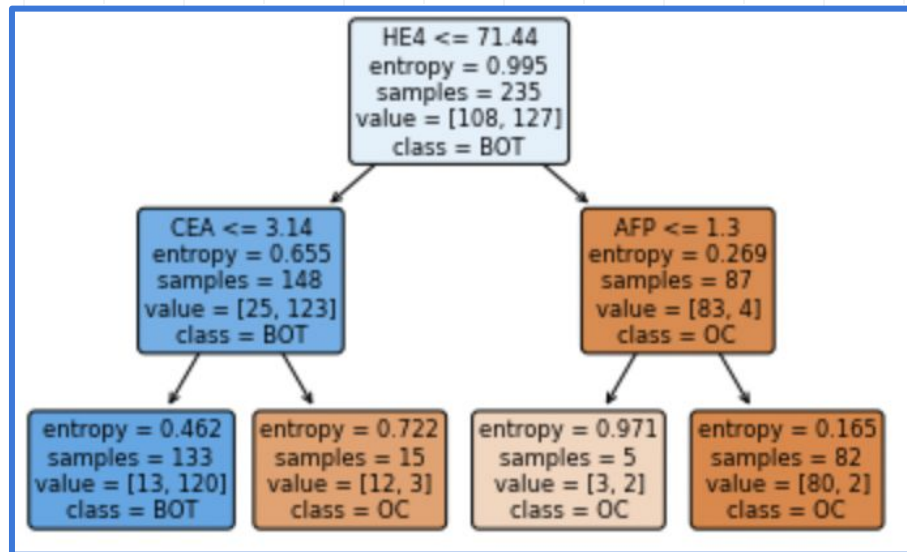 HE4 <= 71.44
entropy = 0.995
samples = 235
value = [108, 127]
class = BOT
CEA <= 3.14
entropy = 0.655
samples = 148
value = [25, 123]
class = BOT
AFP <= 1.3
entropy = 0.269
samples = 87
value = [83, 4]
class = OC
entropy = 0.462
samples = 133
value = [13, 120]
class = BOT
entropy = 0.722
samples = 15
value = [12, 3]
class = OC
entropy = 0.971
samples = 5
value = [3, 2]
class = OC
entropy = 0.165
samples = 82
value = [80, 2]
class = OC